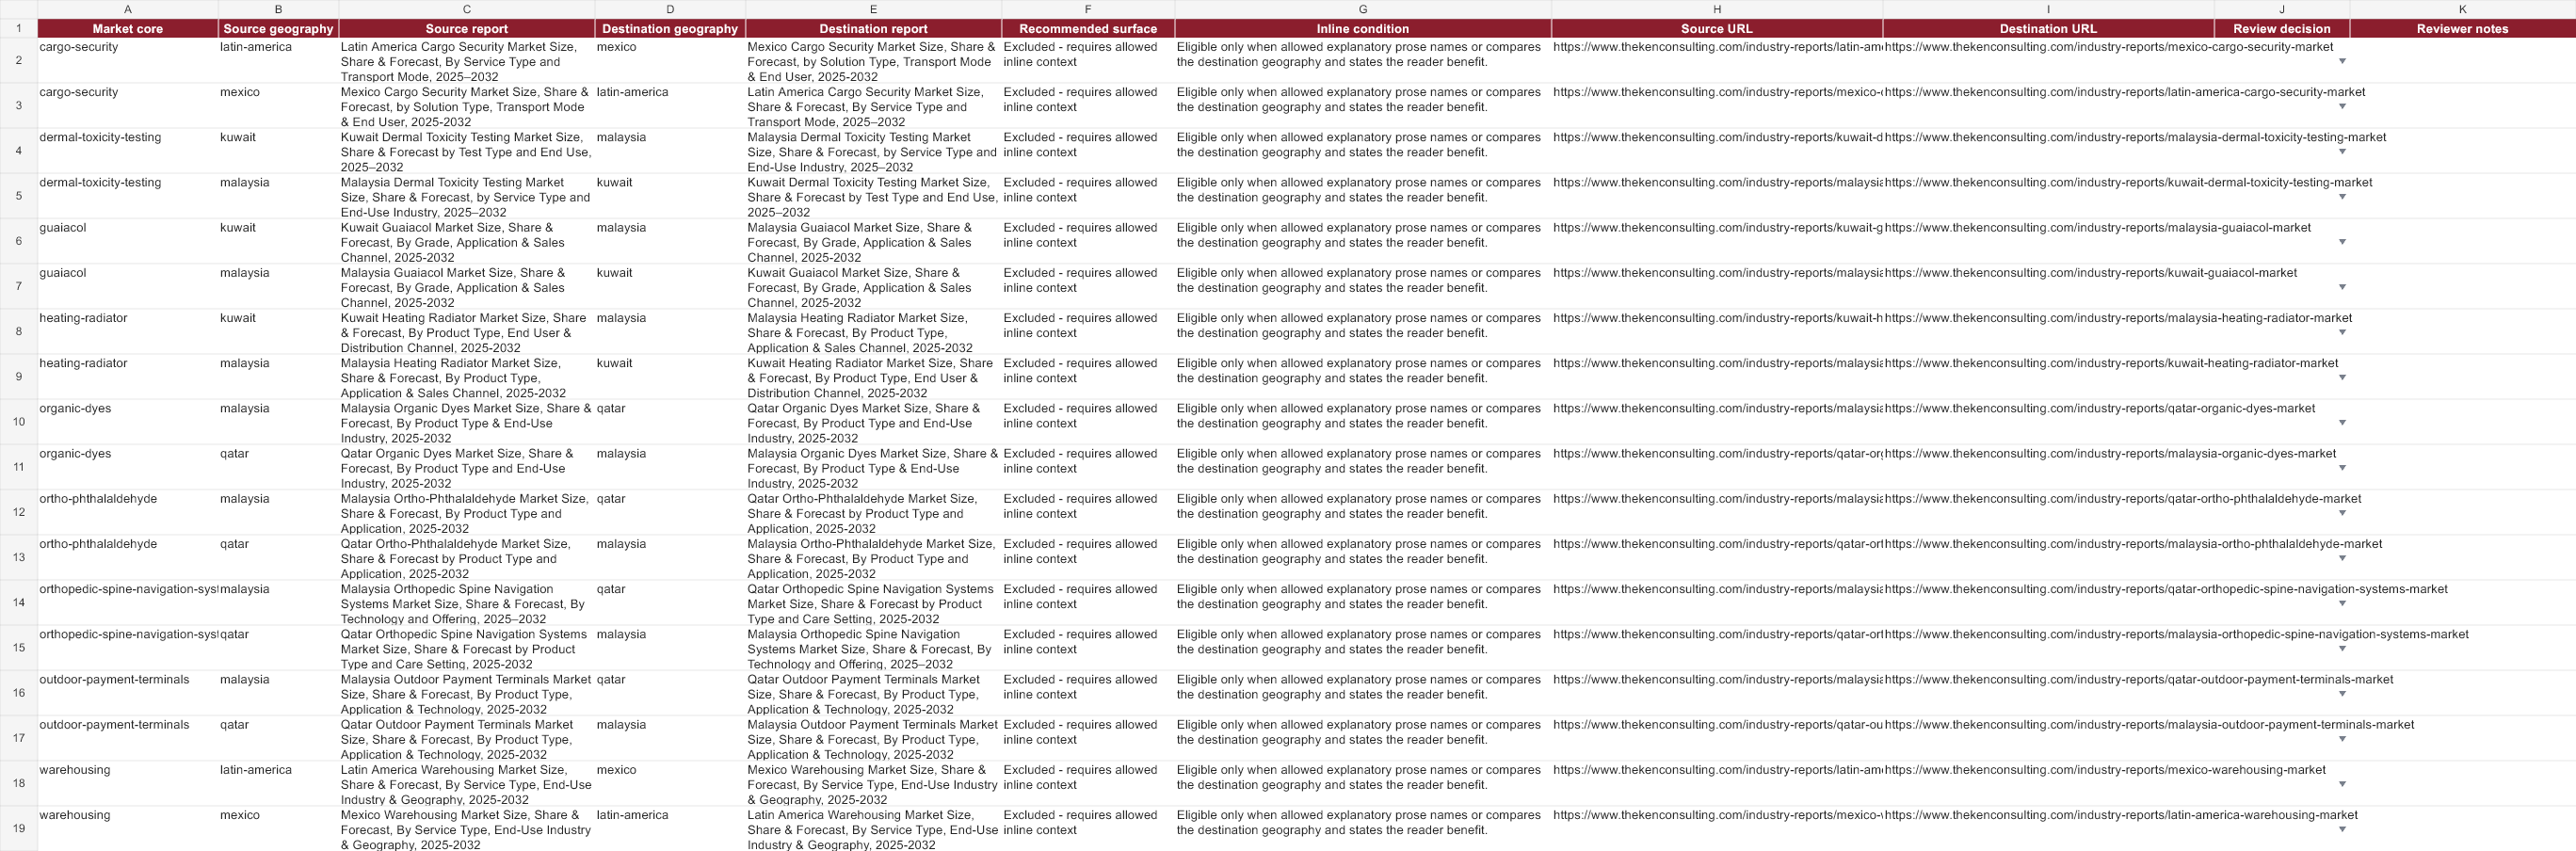 A B C D E F G H I J K
1 Market core Source geography Source report Destination geography Destination report Recommended surface Inline condition Source URL Destination URL Review decision Reviewer notes
cargo-security latin-america Latin America Cargo Security Market Size, mexico Mexico Cargo Security Market Size, Share & Excluded - requires allowed Eligible only when allowed explanatory prose names or compares https://www.thekenconsulting.com/industry-reports/latin-am https://www.thekenconsulting.com/industry-reports/mexico-cargo-security-market
2 Share & Forecast, By Service Type and Forecast, by Solution Type, Transport Mode inline context the destination geography and states the reader benefit.
Transport Mode, 2025–2032 & End User, 2025-2032
cargo-security mexico Mexico Cargo Security Market Size, Share & latin-america Latin America Cargo Security Market Size, Excluded - requires allowed Eligible only when allowed explanatory prose names or compares https://www.thekenconsulting.com/industry-reports/mexico- https://www.thekenconsulting.com/industry-reports/latin-america-cargo-security-market
3 Forecast, by Solution Type, Transport Mode Share & Forecast, By Service Type and inline context the destination geography and states the reader benefit.
& End User, 2025-2032 Transport Mode, 2025–2032
dermal-toxicity-testing kuwait Kuwait Dermal Toxicity Testing Market Size, malaysia Malaysia Dermal Toxicity Testing Market Excluded - requires allowed Eligible only when allowed explanatory prose names or compares https://www.thekenconsulting.com/industry-reports/kuwait-d https://www.thekenconsulting.com/industry-reports/malaysia-dermal-toxicity-testing-market
4 Share & Forecast by Test Type and End Use, Size, Share & Forecast, by Service Type and inline context the destination geography and states the reader benefit.
2025–2032 End-Use Industry, 2025–2032
dermal-toxicity-testing malaysia Malaysia Dermal Toxicity Testing Market kuwait Kuwait Dermal Toxicity Testing Market Size, Excluded - requires allowed Eligible only when allowed explanatory prose names or compares https://www.thekenconsulting.com/industry-reports/malaysia https://www.thekenconsulting.com/industry-reports/kuwait-dermal-toxicity-testing-market
5 Size, Share & Forecast, by Service Type and Share & Forecast by Test Type and End Use, inline context the destination geography and states the reader benefit.
End-Use Industry, 2025–2032 2025–2032
guaiacol kuwait Kuwait Guaiacol Market Size, Share & malaysia Malaysia Guaiacol Market Size, Share & Excluded - requires allowed Eligible only when allowed explanatory prose names or compares https://www.thekenconsulting.com/industry-reports/kuwait-g https://www.thekenconsulting.com/industry-reports/malaysia-guaiacol-market
6 Forecast, By Grade, Application & Sales Forecast, By Grade, Application & Sales inline context the destination geography and states the reader benefit.
Channel, 2025-2032 Channel, 2025-2032
guaiacol malaysia Malaysia Guaiacol Market Size, Share & kuwait Kuwait Guaiacol Market Size, Share & Excluded - requires allowed Eligible only when allowed explanatory prose names or compares https://www.thekenconsulting.com/industry-reports/malaysia https://www.thekenconsulting.com/industry-reports/kuwait-guaiacol-market
7 Forecast, By Grade, Application & Sales Forecast, By Grade, Application & Sales inline context the destination geography and states the reader benefit.
Channel, 2025-2032 Channel, 2025-2032
heating-radiator kuwait Kuwait Heating Radiator Market Size, Share malaysia Malaysia Heating Radiator Market Size, Excluded - requires allowed Eligible only when allowed explanatory prose names or compares https://www.thekenconsulting.com/industry-reports/kuwait-h https://www.thekenconsulting.com/industry-reports/malaysia-heating-radiator-market
8 & Forecast, By Product Type, End User & Share & Forecast, By Product Type, inline context the destination geography and states the reader benefit.
Distribution Channel, 2025-2032 Application & Sales Channel, 2025-2032
heating-radiator malaysia Malaysia Heating Radiator Market Size, kuwait Kuwait Heating Radiator Market Size, Share Excluded - requires allowed Eligible only when allowed explanatory prose names or compares https://www.thekenconsulting.com/industry-reports/malaysia https://www.thekenconsulting.com/industry-reports/kuwait-heating-radiator-market
9 Share & Forecast, By Product Type, & Forecast, By Product Type, End User & inline context the destination geography and states the reader benefit.
Application & Sales Channel, 2025-2032 Distribution Channel, 2025-2032
organic-dyes malaysia Malaysia Organic Dyes Market Size, Share & qatar Qatar Organic Dyes Market Size, Share & Excluded - requires allowed Eligible only when allowed explanatory prose names or compares https://www.thekenconsulting.com/industry-reports/malaysia https://www.thekenconsulting.com/industry-reports/qatar-organic-dyes-market
10 Forecast, By Product Type & End-Use Forecast, By Product Type and End-Use inline context the destination geography and states the reader benefit.
Industry, 2025-2032 Industry, 2025-2032
organic-dyes qatar Qatar Organic Dyes Market Size, Share & malaysia Malaysia Organic Dyes Market Size, Share & Excluded - requires allowed Eligible only when allowed explanatory prose names or compares https://www.thekenconsulting.com/industry-reports/qatar-or https://www.thekenconsulting.com/industry-reports/malaysia-organic-dyes-market
11 Forecast, By Product Type and End-Use Forecast, By Product Type & End-Use inline context the destination geography and states the reader benefit.
Industry, 2025-2032 Industry, 2025-2032
ortho-phthalaldehyde malaysia Malaysia Ortho-Phthalaldehyde Market Size, qatar Qatar Ortho-Phthalaldehyde Market Size, Excluded - requires allowed Eligible only when allowed explanatory prose names or compares https://www.thekenconsulting.com/industry-reports/malaysia https://www.thekenconsulting.com/industry-reports/qatar-ortho-phthalaldehyde-market
12 Share & Forecast, By Product Type and Share & Forecast by Product Type and inline context the destination geography and states the reader benefit.
Application, 2025-2032 Application, 2025-2032
ortho-phthalaldehyde qatar Qatar Ortho-Phthalaldehyde Market Size, malaysia Malaysia Ortho-Phthalaldehyde Market Size, Excluded - requires allowed Eligible only when allowed explanatory prose names or compares https://www.thekenconsulting.com/industry-reports/qatar-ort https://www.thekenconsulting.com/industry-reports/malaysia-ortho-phthalaldehyde-market
13 Share & Forecast by Product Type and Share & Forecast, By Product Type and inline context the destination geography and states the reader benefit.
Application, 2025-2032 Application, 2025-2032
orthopedic-spine-navigation-sys malaysia Malaysia Orthopedic Spine Navigation qatar Qatar Orthopedic Spine Navigation Systems Excluded - requires allowed Eligible only when allowed explanatory prose names or compares https://www.thekenconsulting.com/industry-reports/malaysia https://www.thekenconsulting.com/industry-reports/qatar-orthopedic-spine-navigation-systems-market
14 Systems Market Size, Share & Forecast, By Market Size, Share & Forecast by Product inline context the destination geography and states the reader benefit.
Technology and Offering, 2025–2032 Type and Care Setting, 2025-2032
orthopedic-spine-navigation-sys qatar Qatar Orthopedic Spine Navigation Systems malaysia Malaysia Orthopedic Spine Navigation Excluded - requires allowed Eligible only when allowed explanatory prose names or compares https://www.thekenconsulting.com/industry-reports/qatar-ort https://www.thekenconsulting.com/industry-reports/malaysia-orthopedic-spine-navigation-systems-market
15 Market Size, Share & Forecast by Product Systems Market Size, Share & Forecast, By inline context the destination geography and states the reader benefit.
Type and Care Setting, 2025-2032 Technology and Offering, 2025–2032
outdoor-payment-terminals malaysia Malaysia Outdoor Payment Terminals Market qatar Qatar Outdoor Payment Terminals Market Excluded - requires allowed Eligible only when allowed explanatory prose names or compares https://www.thekenconsulting.com/industry-reports/malaysia https://www.thekenconsulting.com/industry-reports/qatar-outdoor-payment-terminals-market
16 Size, Share & Forecast, By Product Type, Size, Share & Forecast, By Product Type, inline context the destination geography and states the reader benefit.
Application & Technology, 2025-2032 Application & Technology, 2025-2032
outdoor-payment-terminals qatar Qatar Outdoor Payment Terminals Market malaysia Malaysia Outdoor Payment Terminals Market Excluded - requires allowed Eligible only when allowed explanatory prose names or compares https://www.thekenconsulting.com/industry-reports/qatar-ou https://www.thekenconsulting.com/industry-reports/malaysia-outdoor-payment-terminals-market
17 Size, Share & Forecast, By Product Type, Size, Share & Forecast, By Product Type, inline context the destination geography and states the reader benefit.
Application & Technology, 2025-2032 Application & Technology, 2025-2032
warehousing latin-america Latin America Warehousing Market Size, mexico Mexico Warehousing Market Size, Share & Excluded - requires allowed Eligible only when allowed explanatory prose names or compares https://www.thekenconsulting.com/industry-reports/latin-am https://www.thekenconsulting.com/industry-reports/mexico-warehousing-market
18 Share & Forecast, By Service Type, End-Use Forecast, By Service Type, End-Use Industry inline context the destination geography and states the reader benefit.
Industry & Geography, 2025-2032 & Geography, 2025-2032
warehousing mexico Mexico Warehousing Market Size, Share & latin-america Latin America Warehousing Market Size, Excluded - requires allowed Eligible only when allowed explanatory prose names or compares https://www.thekenconsulting.com/industry-reports/mexico- https://www.thekenconsulting.com/industry-reports/latin-america-warehousing-market
19 Forecast, By Service Type, End-Use Industry Share & Forecast, By Service Type, End-Use inline context the destination geography and states the reader benefit.
& Geography, 2025-2032 Industry & Geography, 2025-2032